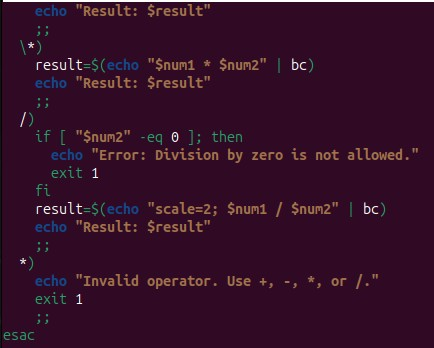 echo "Result: $result"
    ;;
  \*)
    result=$(echo "$num1 * $num2" | bc)
    echo "Result: $result"
    ;;
  /)
    if [ "$num2" -eq 0 ]; then
      echo "Error: Division by zero is not allowed."
      exit 1
    fi
    result=$(echo "scale=2; $num1 / $num2" | bc)
    echo "Result: $result"
    ;;
  *)
    echo "Invalid operator. Use +, -, *, or /."
    exit 1
    ;;
esac